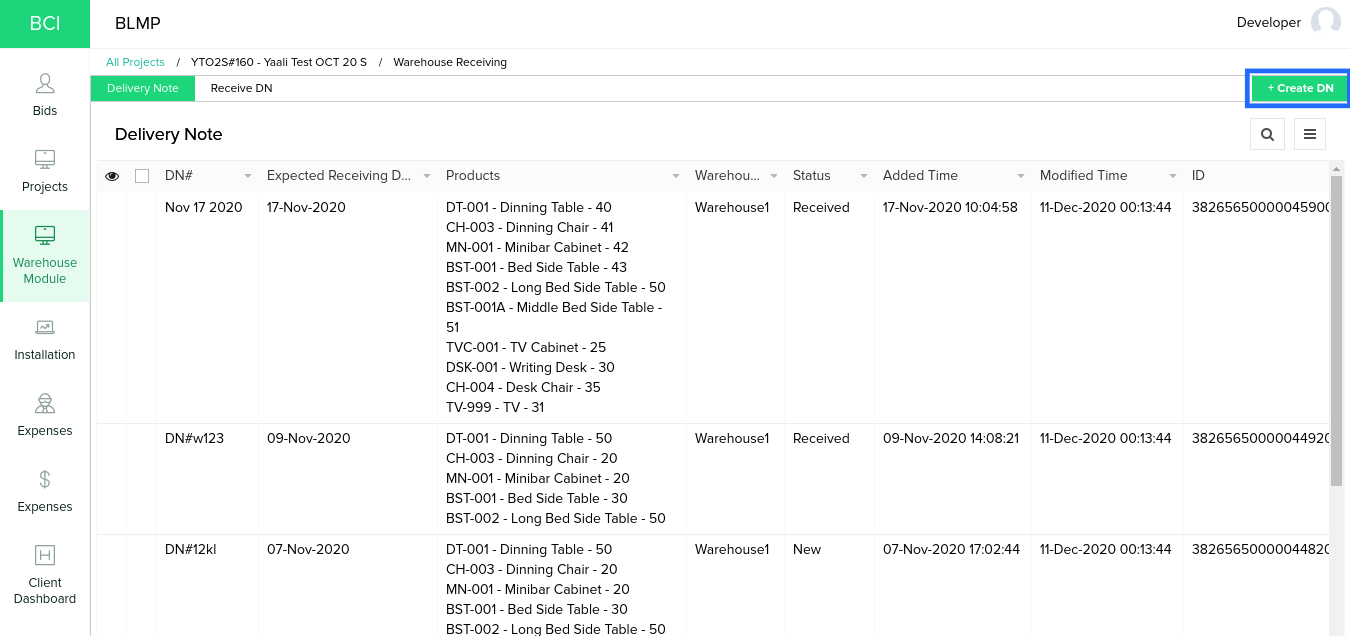 BCI
BLMP
Developer
All Projects / YTO2S#160 - Yaali Test OCT 20 S / Warehouse Receiving
Delivery Note
Receive DN
+ Create DN
Bids
Projects
Warehouse
Module
Installation
Expenses
Expenses
Client
Dashboard
Delivery Note
DN# Expected Receiving D... Products Warehou... Status Added Time Modified Time ID
Nov 17 2020 17-Nov-2020 DT-001 - Dinning Table - 40 Warehouse1 Received 17-Nov-2020 10:04:58 11-Dec-2020 00:13:44 38265650000045900
CH-003 - Dinning Chair - 41
MN-001 - Minibar Cabinet - 42
BST-001 - Bed Side Table - 43
BST-002 - Long Bed Side Table - 50
BST-001A - Middle Bed Side Table -
51
TVC-001 - TV Cabinet - 25
DSK-001 - Writing Desk - 30
CH-004 - Desk Chair - 35
TV-999 - TV - 31
DN#w123 09-Nov-2020 DT-001 - Dinning Table - 50 Warehouse1 Received 09-Nov-2020 14:08:21 11-Dec-2020 00:13:44 38265650000044920
CH-003 - Dinning Chair - 20
MN-001 - Minibar Cabinet - 20
BST-001 - Bed Side Table - 30
BST-002 - Long Bed Side Table - 50
DN#12kl 07-Nov-2020 DT-001 - Dinning Table - 50 Warehouse1 New 07-Nov-2020 17:02:44 11-Dec-2020 00:13:44 38265650000044820
CH-003 - Dinning Chair - 20
MN-001 - Minibar Cabinet - 20
BST-001 - Bed Side Table - 30
BST-002 - Long Bed Side Table - 50